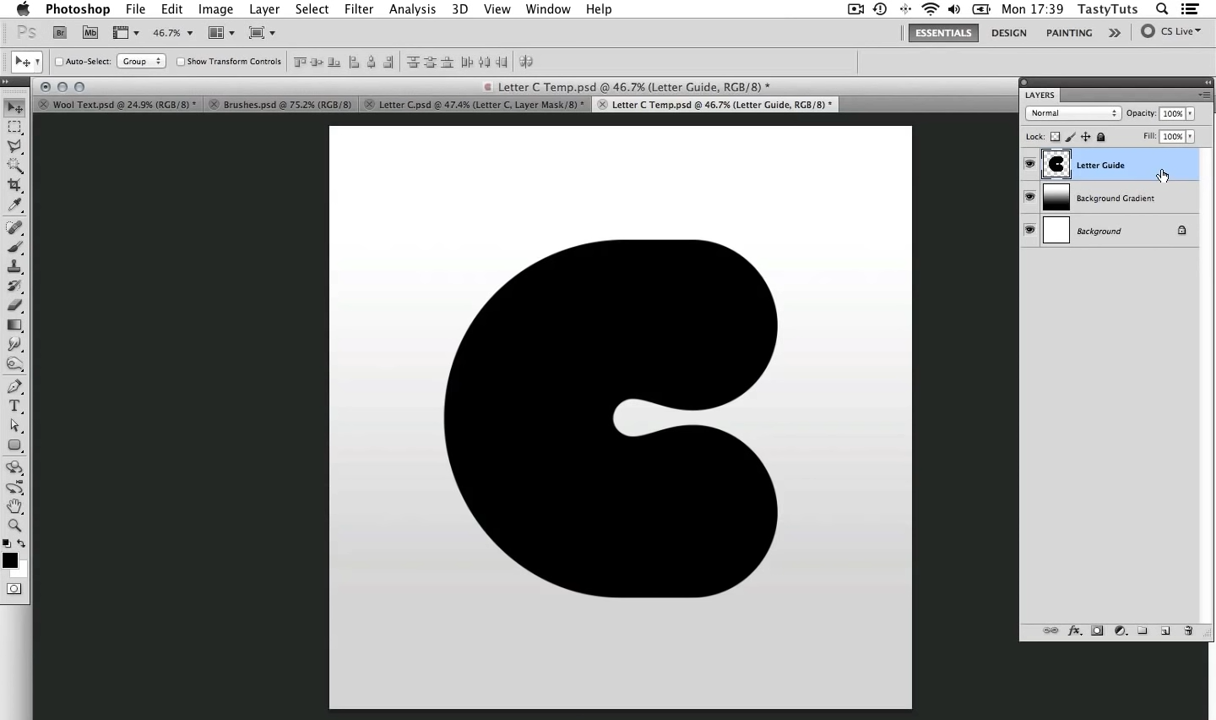 Photoshop File Edit Image Layer Select Filter Analysis 3D View Window Help Mon 17:39 TastyTuts
Ps Br Mb 46.7% ESSENTIALS DESIGN PAINTING CS Live
Auto-Select: Group Show Transform Controls
Letter C Temp.psd @ 46.7% (Letter Guide, RGB/8) *
Wool Text.psd @ 24.9% (RGB/8) * Brushes.psd @ 75.2% (RGB/8) Letter C.psd @ 47.4% (Letter C, Layer Mask/8) * Letter C Temp.psd @ 46.7% (Letter Guide, RGB/8) *
LAYERS
Normal Opacity: 100%
Lock: Fill: 100%
Letter Guide
Background Gradient
Background
fx